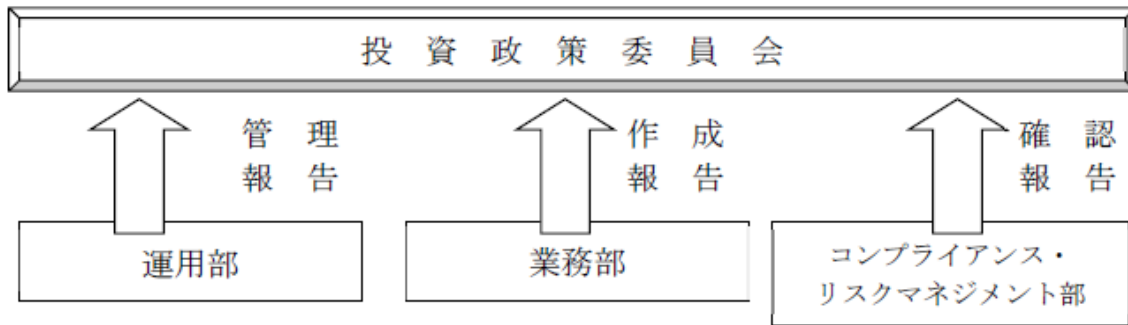 投資政策委員会
管理
報告
作成
報告
確認
報告
運用部
業務部
コンプライアンス・
リスクマネジメント部